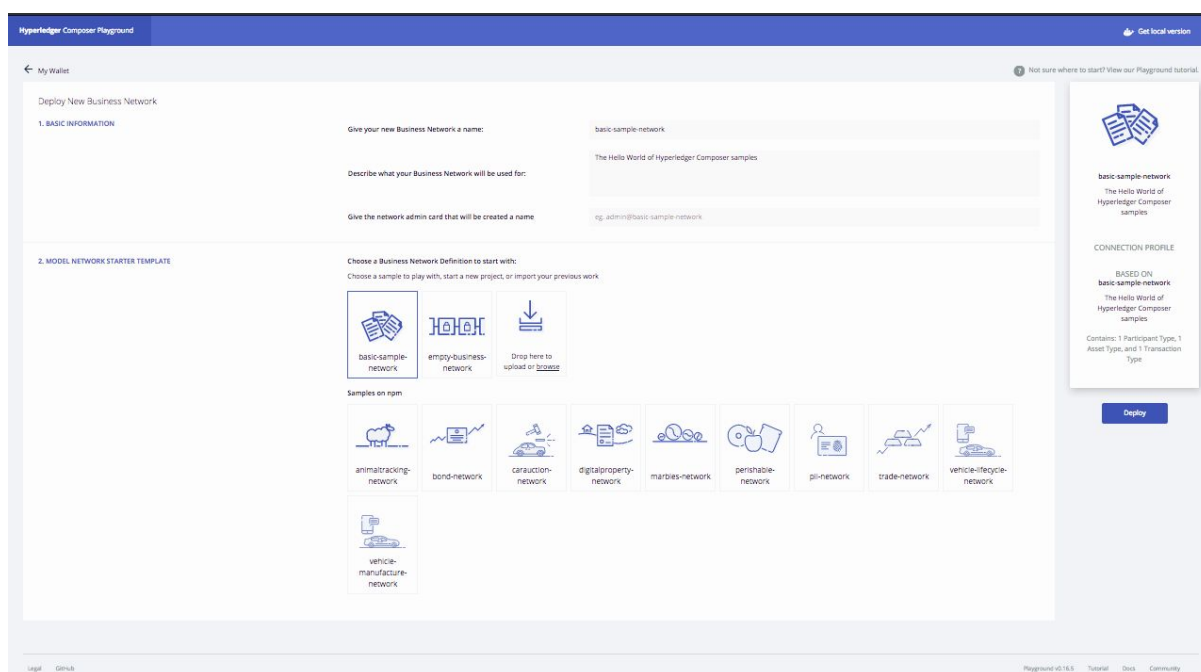 Hyperledger Composer Playground
Get local version
My Wallet
? Not sure where to start? View our Playground tutorial.
Deploy New Business Network
1. BASIC INFORMATION
Give your new Business Network a name:
basic-sample-network
Describe what your Business Network will be used for:
The Hello World of Hyperledger Composer samples
Give the network admin card that will be created a name
eg. admin@basic-sample-network
2. MODEL NETWORK STARTER TEMPLATE
Choose a Business Network Definition to start with:
Choose a sample to play with, start a new project, or import your previous work
basic-sample-
network
empty-business-
network
Drop here to
upload or browse
Samples on npm
animaltracking-
network
bond-network
carauction-
network
digitalproperty-
network
marbles-network
perishable-
network
pii-network
trade-network
vehicle-lifecycle-
network
vehicle-
manufacture-
network
basic-sample-network
The Hello World of
Hyperledger Composer
samples
CONNECTION PROFILE
BASED ON
basic-sample-network
The Hello World of
Hyperledger Composer
samples
Contains: 1 Participant Type, 1
Asset Type, and 1 Transaction
Type
Deploy
Legal
GitHub
Playground v0.16.5
Tutorial
Docs
Community